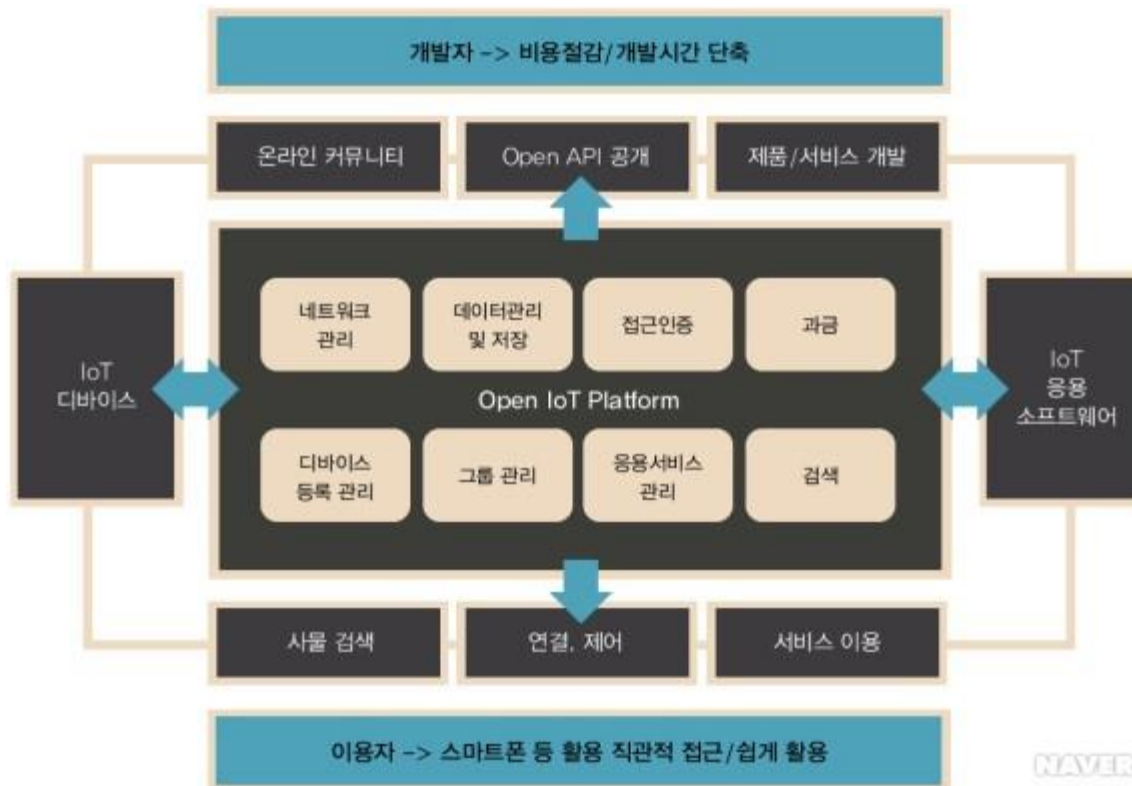 개발자 -> 비용절감/개발시간 단축
온라인 커뮤니티
Open API 공개
제품/서비스 개발
IoT
디바이스
네트워크
관리
데이터관리
및 저장
접근인증
과금
Open IoT Platform
디바이스
등록 관리
그룹 관리
응용서비스
관리
검색
IoT
응용
소프트웨어
사물 검색
연결, 제어
서비스 이용
이용자 -> 스마트폰 등 활용 직관적 접근/쉽게 활용
NAVER